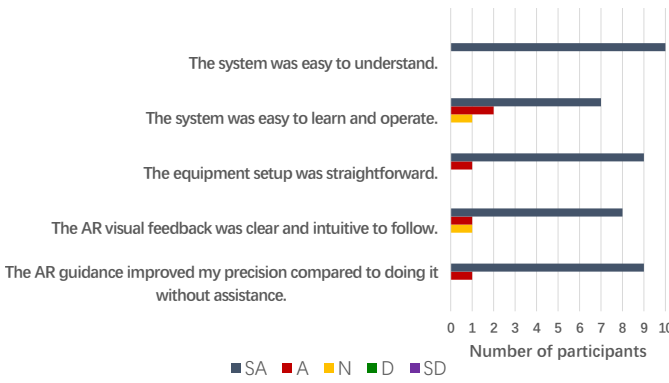 The system was easy to understand.
The system was easy to learn and operate.
The equipment setup was straightforward.
The AR visual feedback was clear and intuitive to follow.
The AR guidance improved my precision compared to doing it
without assistance.
0 1 2 3 4 5 6 7 8 9 10
Number of participants
SA A N D SD